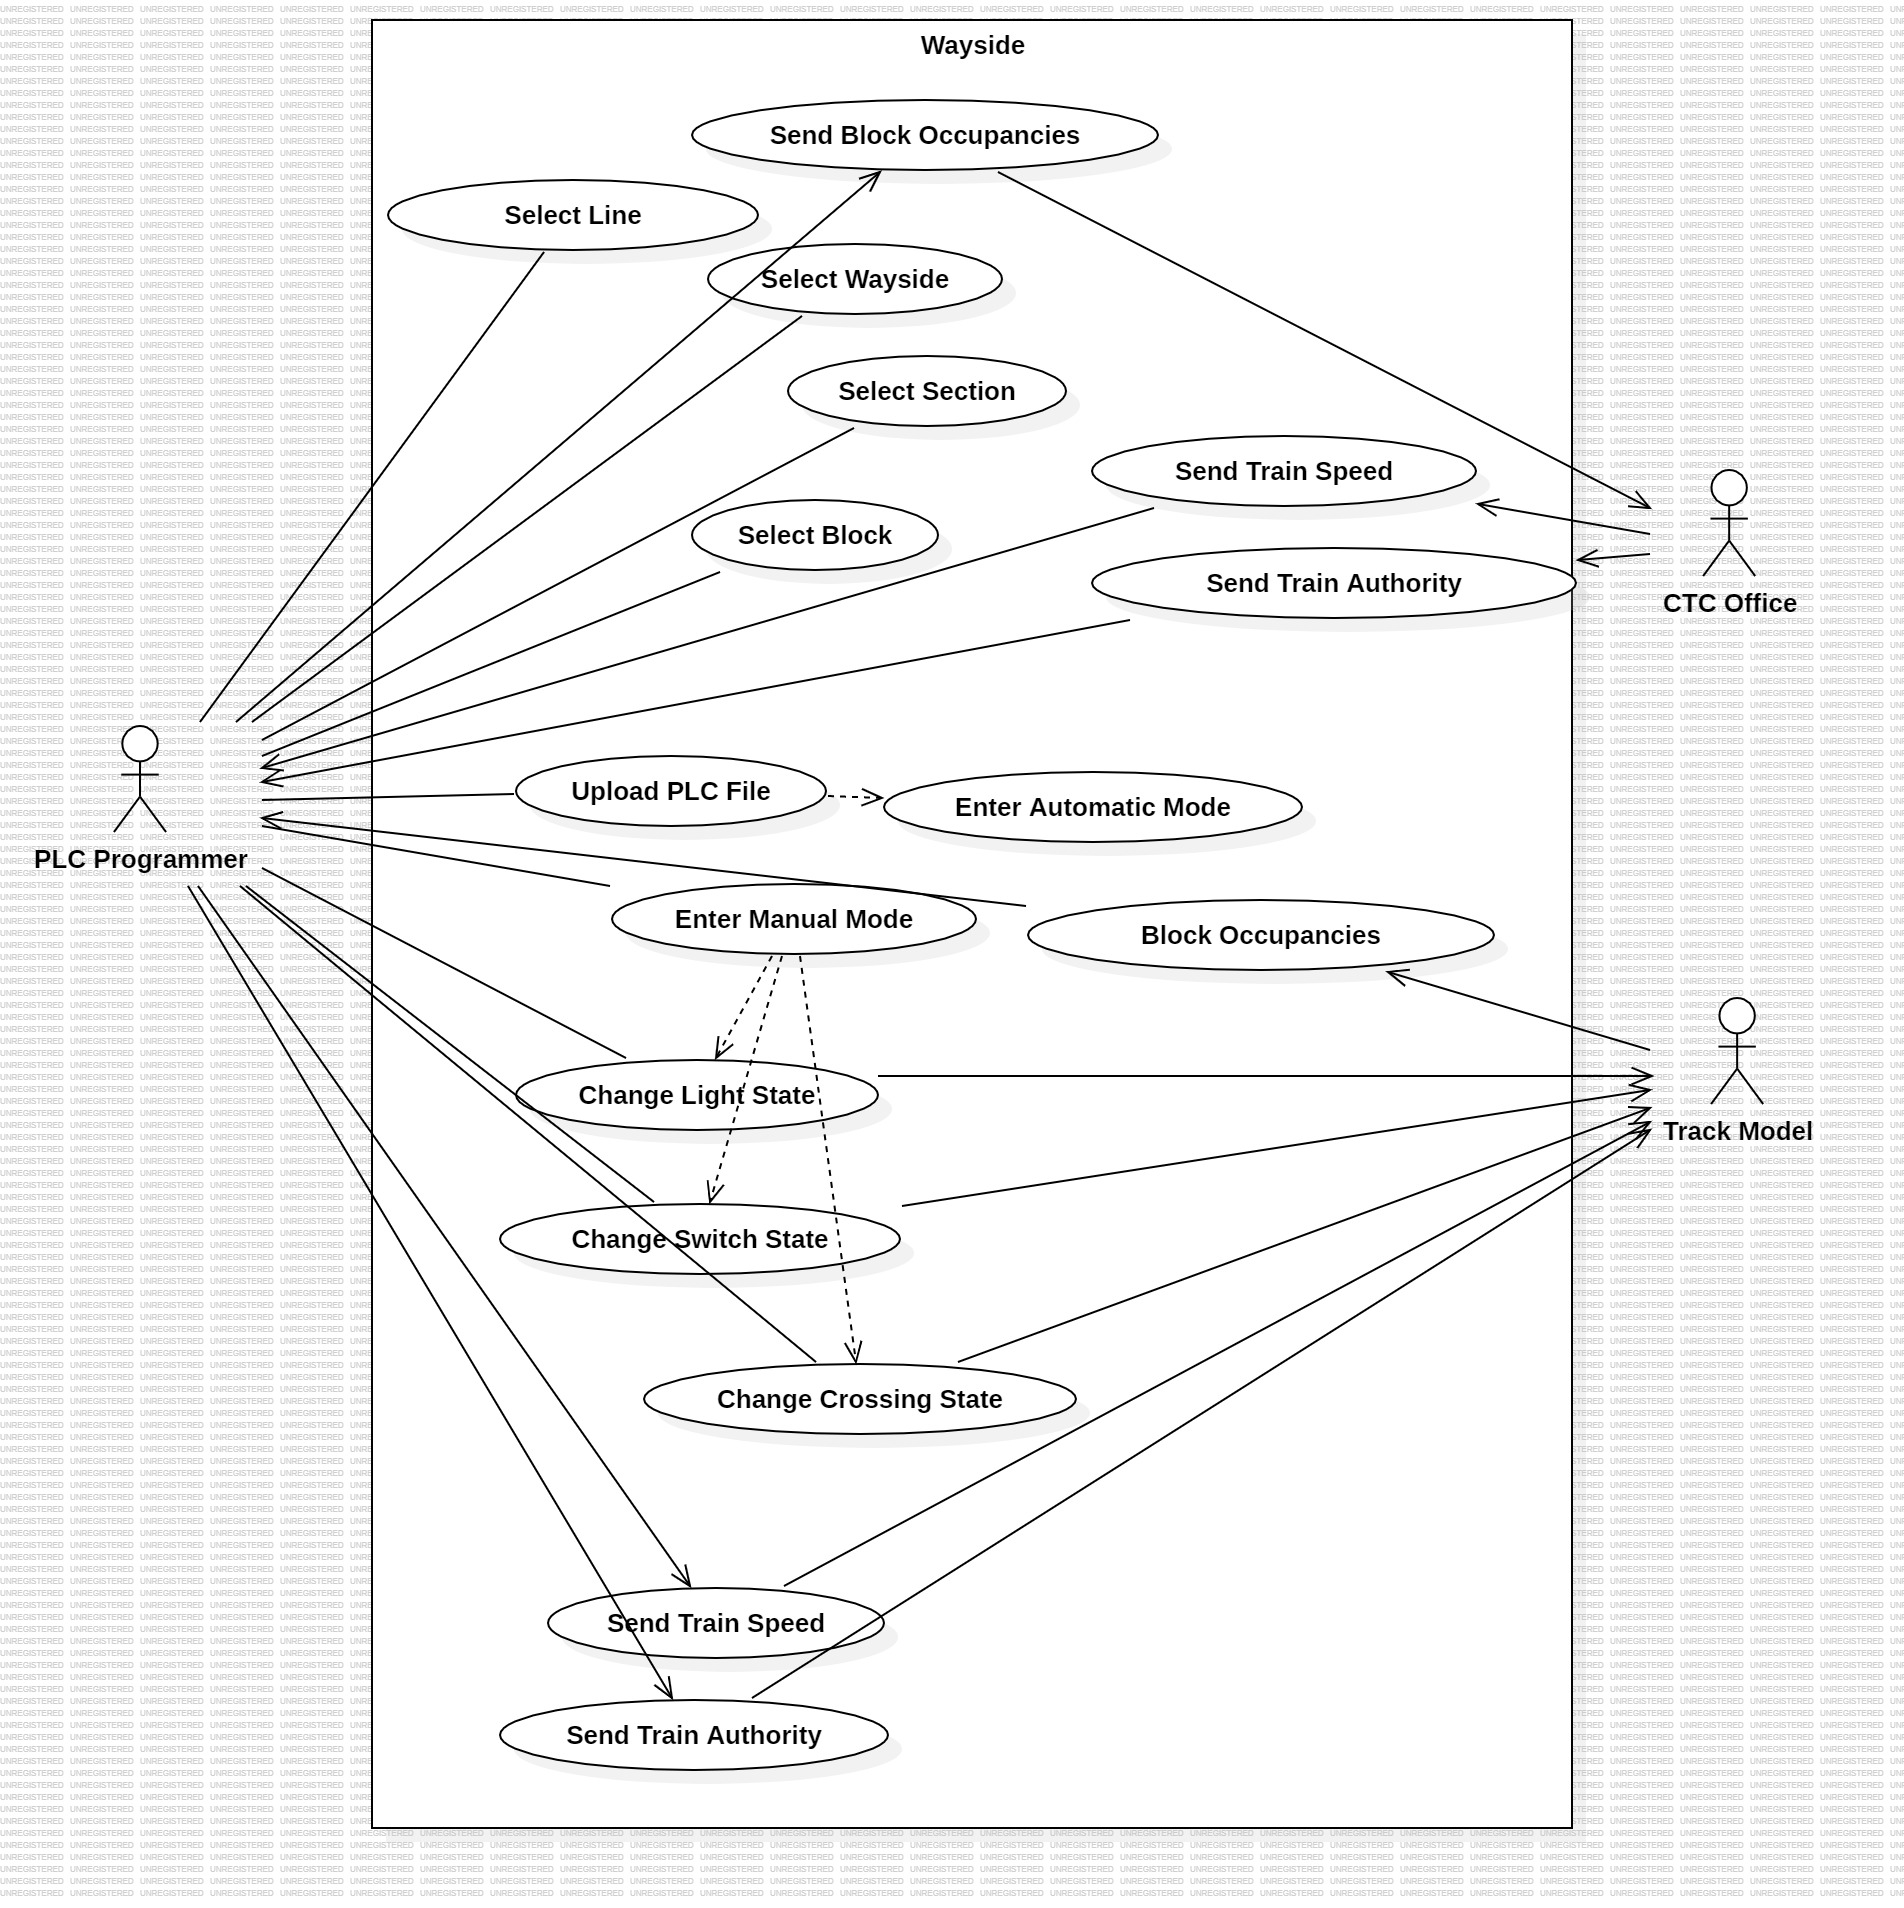 Wayside
Send Block Occupancies
Select Line
Select Wayside
Select Section
Send Train Speed
Select Block
Send Train Authority
CTC Office
Upload PLC File
Enter Automatic Mode
PLC Programmer
Enter Manual Mode
Block Occupancies
Change Light State
Track Model
Change Switch State
Change Crossing State
Send Train Speed
Send Train Authority
UNREGISTERED